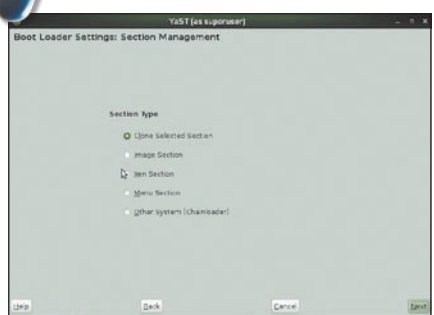 YaST (as superuser)
Boot Loader Settings: Section Management
Section Type
Clone Selected Section
Image Section
Xen Section
Menu Section
Other System (Chainloader)
Help
Back
Cancel
Next